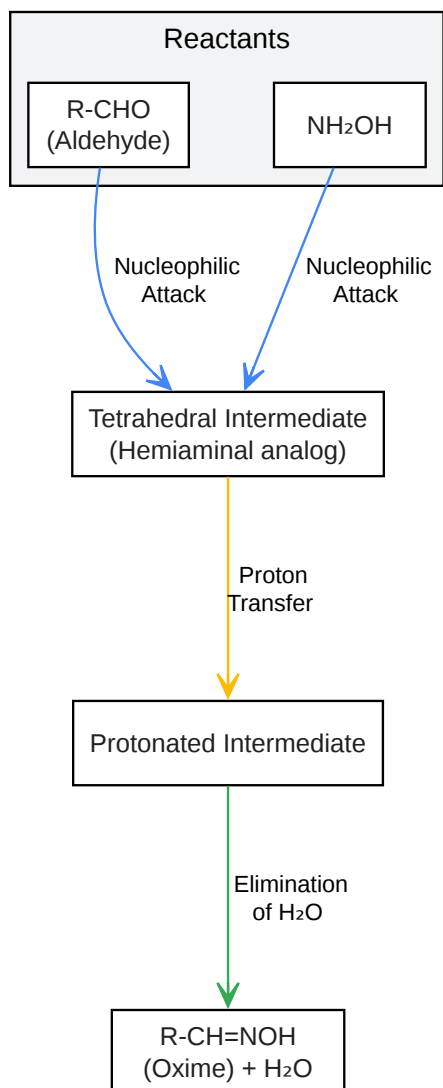 Reactants
R-CHO
(Aldehyde)
NH₂OH
Nucleophilic
Attack
Nucleophilic
Attack
Tetrahedral Intermediate
(Hemiaminal analog)
Proton
Transfer
Protonated Intermediate
Elimination
of H₂O
R-CH=NOH
(Oxime) + H₂O